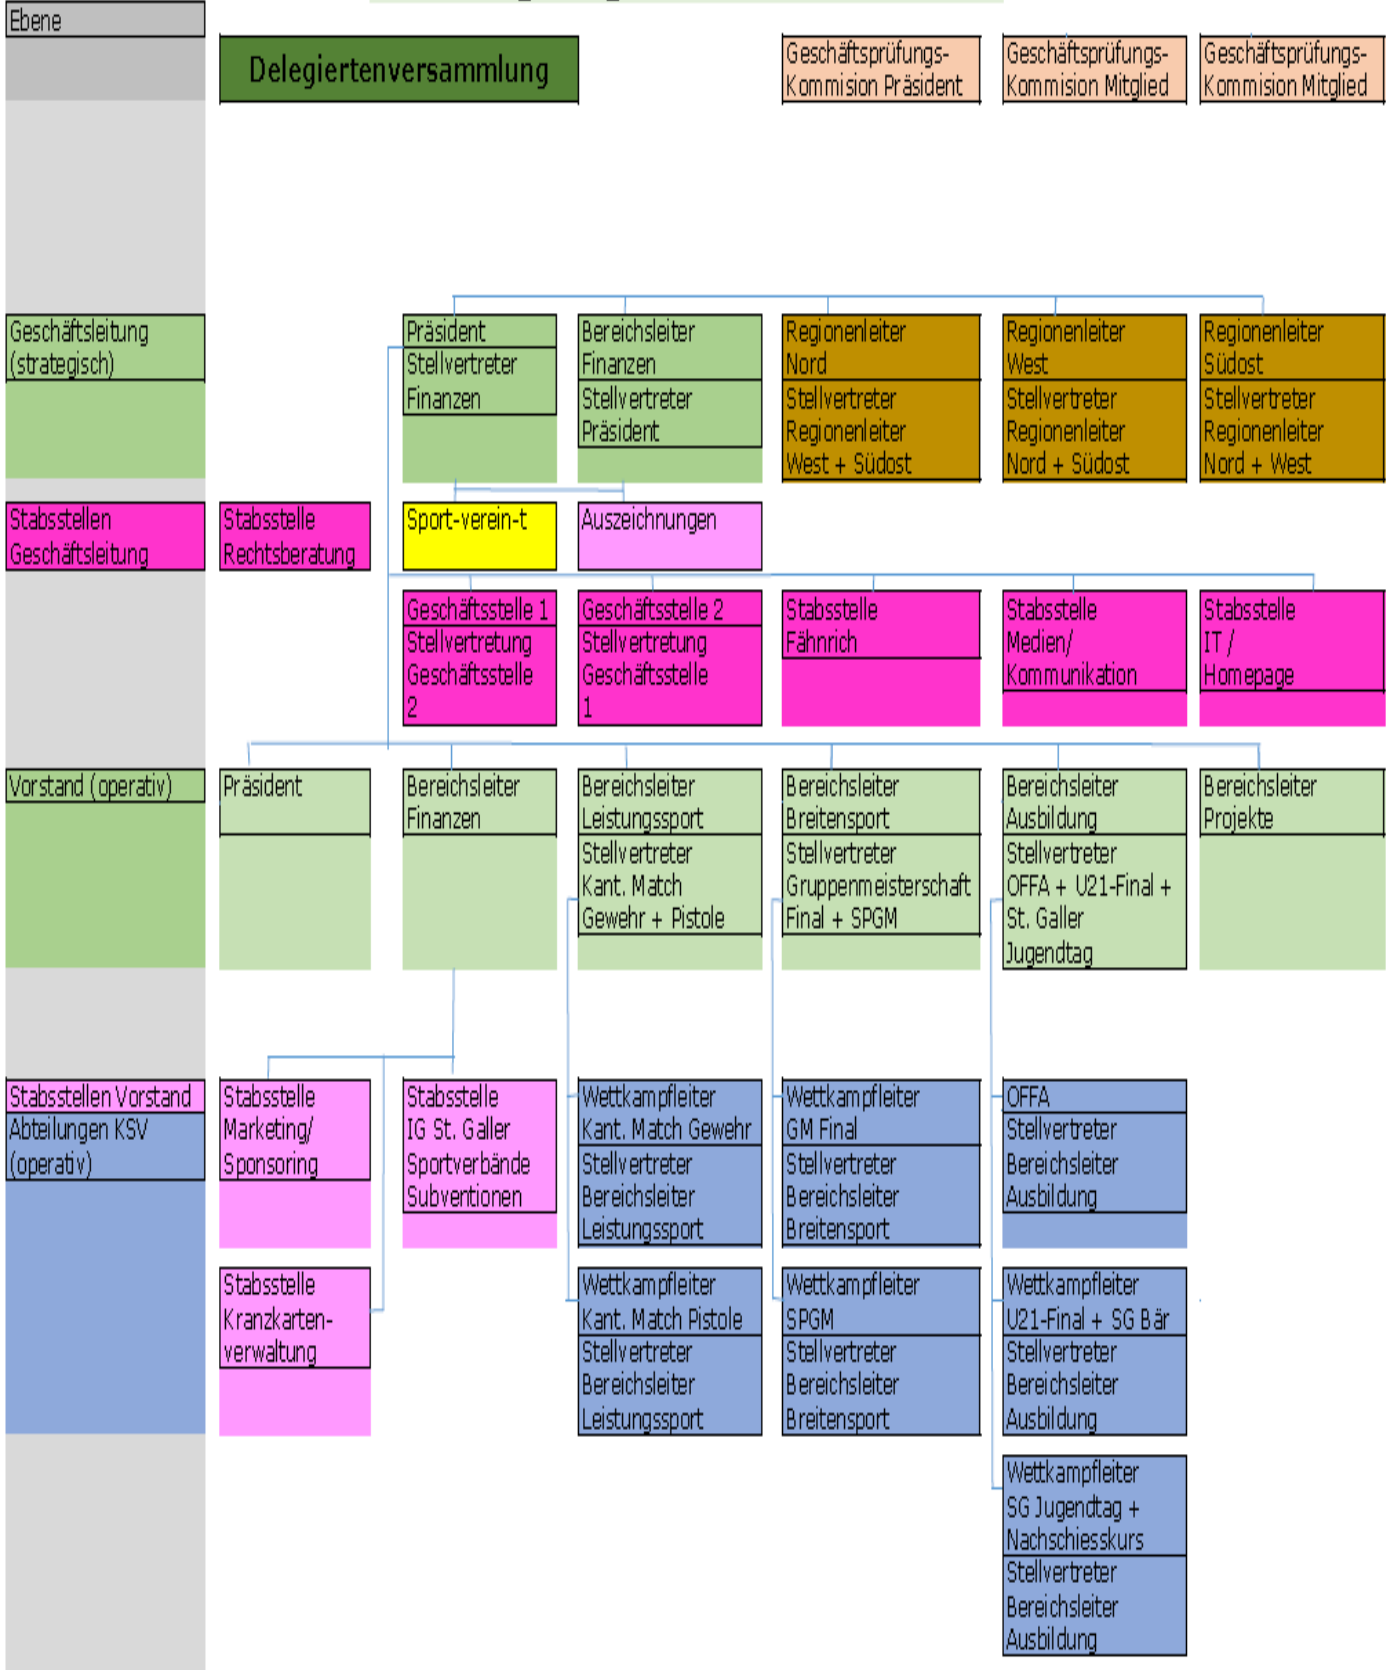 Ebene
Delegiertenversammlung
Geschäftsprüfungs-
Kommision Präsident
Geschäftsprüfungs-
Kommision Mitglied
Geschäftsprüfungs-
Kommision Mitglied
Geschäftsleitung
(strategisch)
Präsident
Stellvertreter
Finanzen
Bereichsleiter
Finanzen
Stellvertreter
Präsident
Regionenleiter
Nord
Stellvertreter
Regionenleiter
West + Südost
Regionenleiter
West
Stellvertreter
Regionenleiter
Nord + Südost
Regionenleiter
Südost
Stellvertreter
Regionenleiter
Nord + West
Stabsstellen
Geschäftsleitung
Stabsstelle
Rechtsberatung
Sport-verein-t
Auszeichnungen
Geschäftsstelle 1
Stellvertretung
Geschäftsstelle
2
Geschäftsstelle 2
Stellvertretung
Geschäftsstelle
1
Stabsstelle
Fähnrich
Stabsstelle
Medien/
Kommunikation
Stabsstelle
IT /
Homepage
Vorstand (operativ)
Präsident
Bereichsleiter
Finanzen
Bereichsleiter
Leistungssport
Stellvertreter
Kant. Match
Gewehr + Pistole
Bereichsleiter
Breitensport
Stellvertreter
Gruppenmeisterschaft
Final + SPGM
Bereichsleiter
Ausbildung
Stellvertreter
OFFA + U21-Final +
St. Galler
Jugendtag
Bereichsleiter
Projekte
Stabsstellen Vorstand
Abteilungen KSV
(operativ)
Stabsstelle
Marketing/
Sponsoring
Stabsstelle
IG St. Galler
Sportverbände
Subventionen
Wettkampfleiter
Kant. Match Gewehr
Stellvertreter
Bereichsleiter
Leistungssport
Wettkampfleiter
GM Final
Stellvertreter
Bereichsleiter
Breitensport
OFFA
Stellvertreter
Bereichsleiter
Ausbildung
Stabsstelle
Kranzkarten-
verwaltung
Wettkampfleiter
Kant. Match Pistole
Stellvertreter
Bereichsleiter
Leistungssport
Wettkampfleiter
SPGM
Stellvertreter
Bereichsleiter
Breitensport
Wettkampfleiter
U21-Final + SG Bär
Stellvertreter
Bereichsleiter
Ausbildung
Wettkampfleiter
SG Jugendtag +
Nachschiesskurs
Stellvertreter
Bereichsleiter
Ausbildung